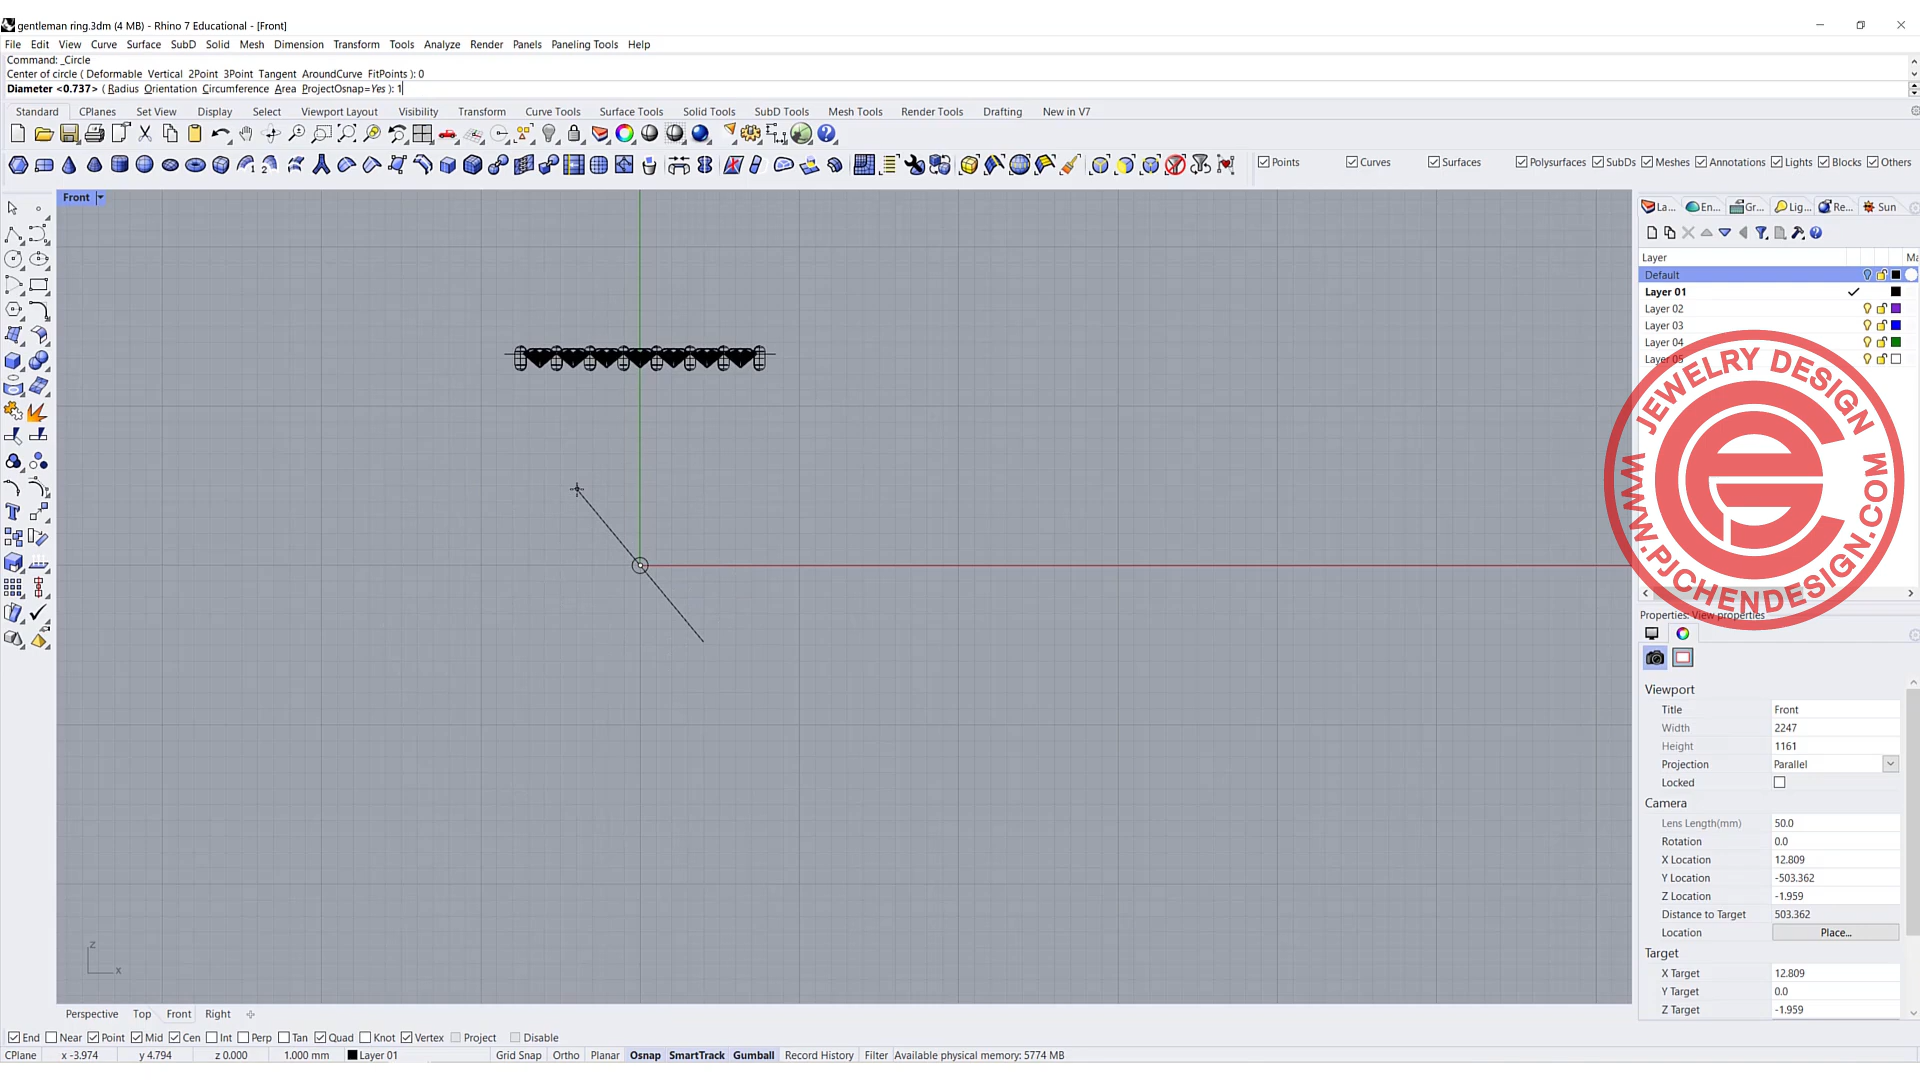 gentleman ring.3dm (4 MB) - Rhino 7 Educational - [Front]
File Edit View Curve Surface SubD Solid Mesh Dimension Transform Tools Analyze Render Panels Paneling Tools Help
Command: _Circle
Center of circle ( Deformable Vertical 2Point 3Point Tangent AroundCurve FitPoints ): 0
Diameter <0.737> ( Radius Orientation Circumference Area ProjectOsnap=Yes ): 1
Standard CPlanes Set View Display Select Viewport Layout Visibility Transform Curve Tools Surface Tools Solid Tools SubD Tools Mesh Tools Render Tools Drafting New in V7
Points Curves Surfaces Polysurfaces SubDs Meshes Annotations Lights Blocks Others
Front
La... En... Gr... Lig... Re... Sun
Layer Ma
Default
Layer 01
Layer 02
Layer 03
Layer 04
Layer 05
JEWELRY DESIGN
WWW.PJCHENDESIGN.COM
Properties: View properties
Viewport
Title Front
Width 2247
Height 1161
Projection Parallel
Locked
Camera
Lens Length(mm) 50.0
Rotation 0.0
X Location 12.809
Y Location -503.362
Z Location -1.959
Distance to Target 503.362
Location Place...
Target
X Target 12.809
Y Target 0.0
Z Target -1.959
z
x
Perspective Top Front Right
End Near Point Mid Cen Int Perp Tan Quad Knot Vertex Project Disable
CPlane x -3.974 y 4.794 z 0.000 1.000 mm Layer 01 Grid Snap Ortho Planar Osnap SmartTrack Gumball Record History Filter Available physical memory: 5774 MB